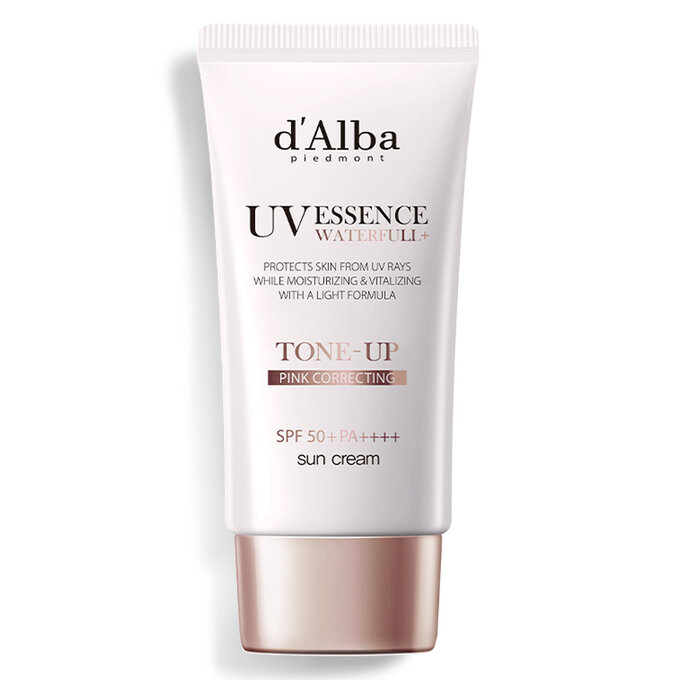 d'Alba
piedmont
UV ESSENCE
WATERFULL+
PROTECTS SKIN FROM UV RAYS
WHILE MOISTURIZING & VITALIZING
WITH A LIGHT FORMULA
TONE-UP
PINK CORRECTING
SPF 50+PA++++
sun cream